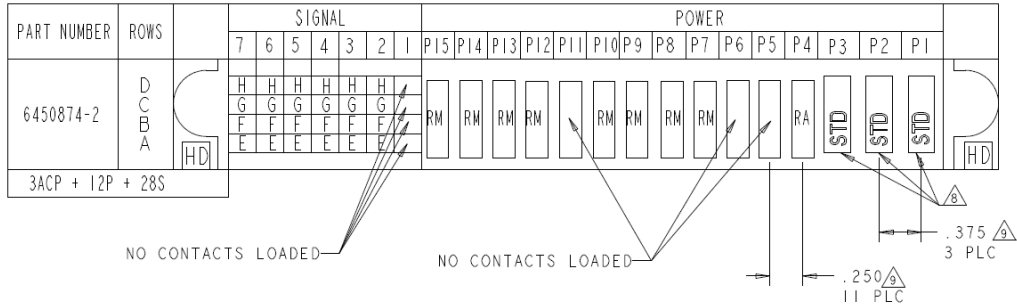 PART NUMBER ROWS SIGNAL POWER
7 6 5 4 3 2 1 P15 P14 P13 P12 P11 P10 P9 P8 P7 P6 P5 P4 P3 P2 P1
6450874-2
D H H H H H H
C G G G G G G
B F F F F F F
A E E E E E E
RM RM RM RM RM RM RM RM RA STD STD STD
HD HD
3ACP + 12P + 28S
8
NO CONTACTS LOADED NO CONTACTS LOADED
.375 9
3 PLC
.250 9
11 PLC